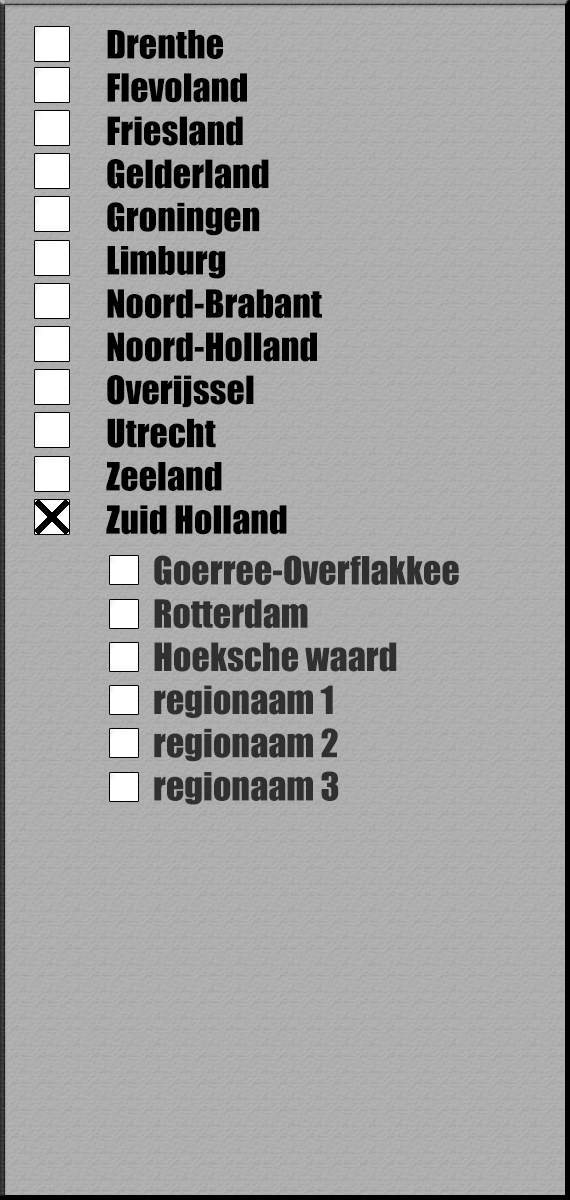 Drenthe
Flevoland
Friesland
Gelderland
Groningen
Limburg
Noord-Brabant
Noord-Holland
Overijssel
Utrecht
Zeeland
Zuid Holland
Goerree-Overflakkee
Rotterdam
Hoeksche waard
regionaam 1
regionaam 2
regionaam 3